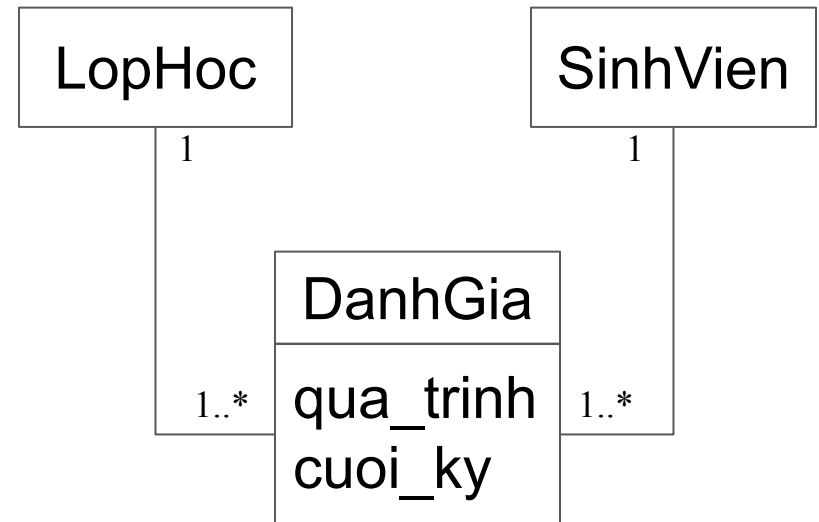 LopHoc
SinhVien
1
1
DanhGia
1..*
qua_trinh
1..*
cuoi_ky